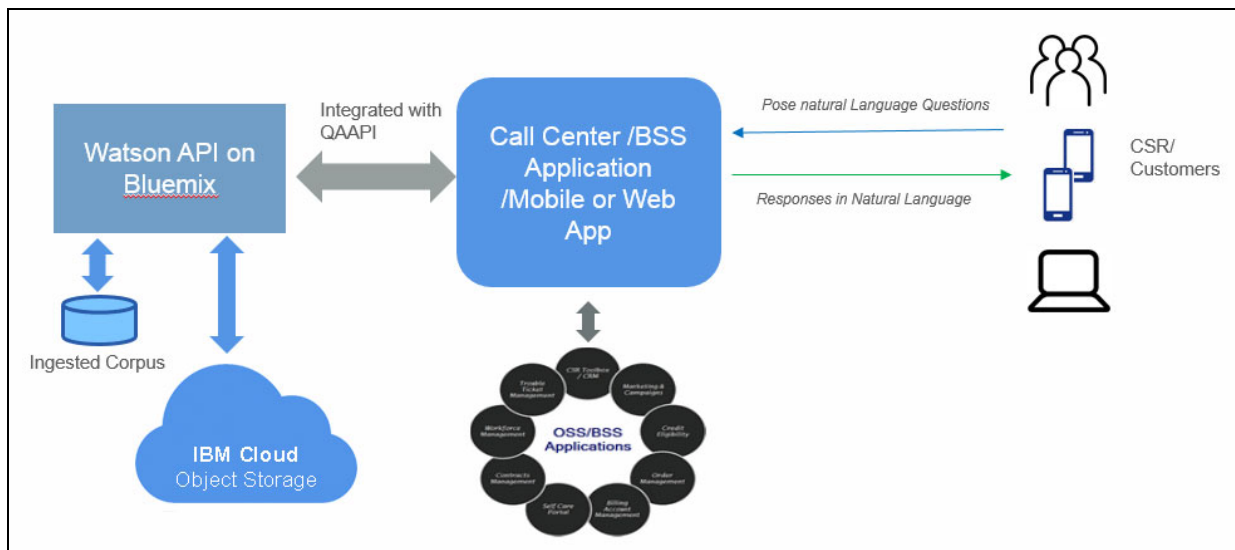 Integrated with
QAAPI
Watson API on
Bluemix
Ingested Corpus
IBM Cloud
Object Storage
Call Center /BSS
Application
/Mobile or Web
App
Pose natural Language Questions
Responses in Natural Language
CSR/
Customers
CSR Toolbox
/ CRM
Marketing &
Campaigns
Credit
Eligibility
Order
Management
Billing
Account
Management
Self Care
Portal
Contracts
Management
Workforce
Management
Trouble
Ticket
Management
OSS/BSS
Applications